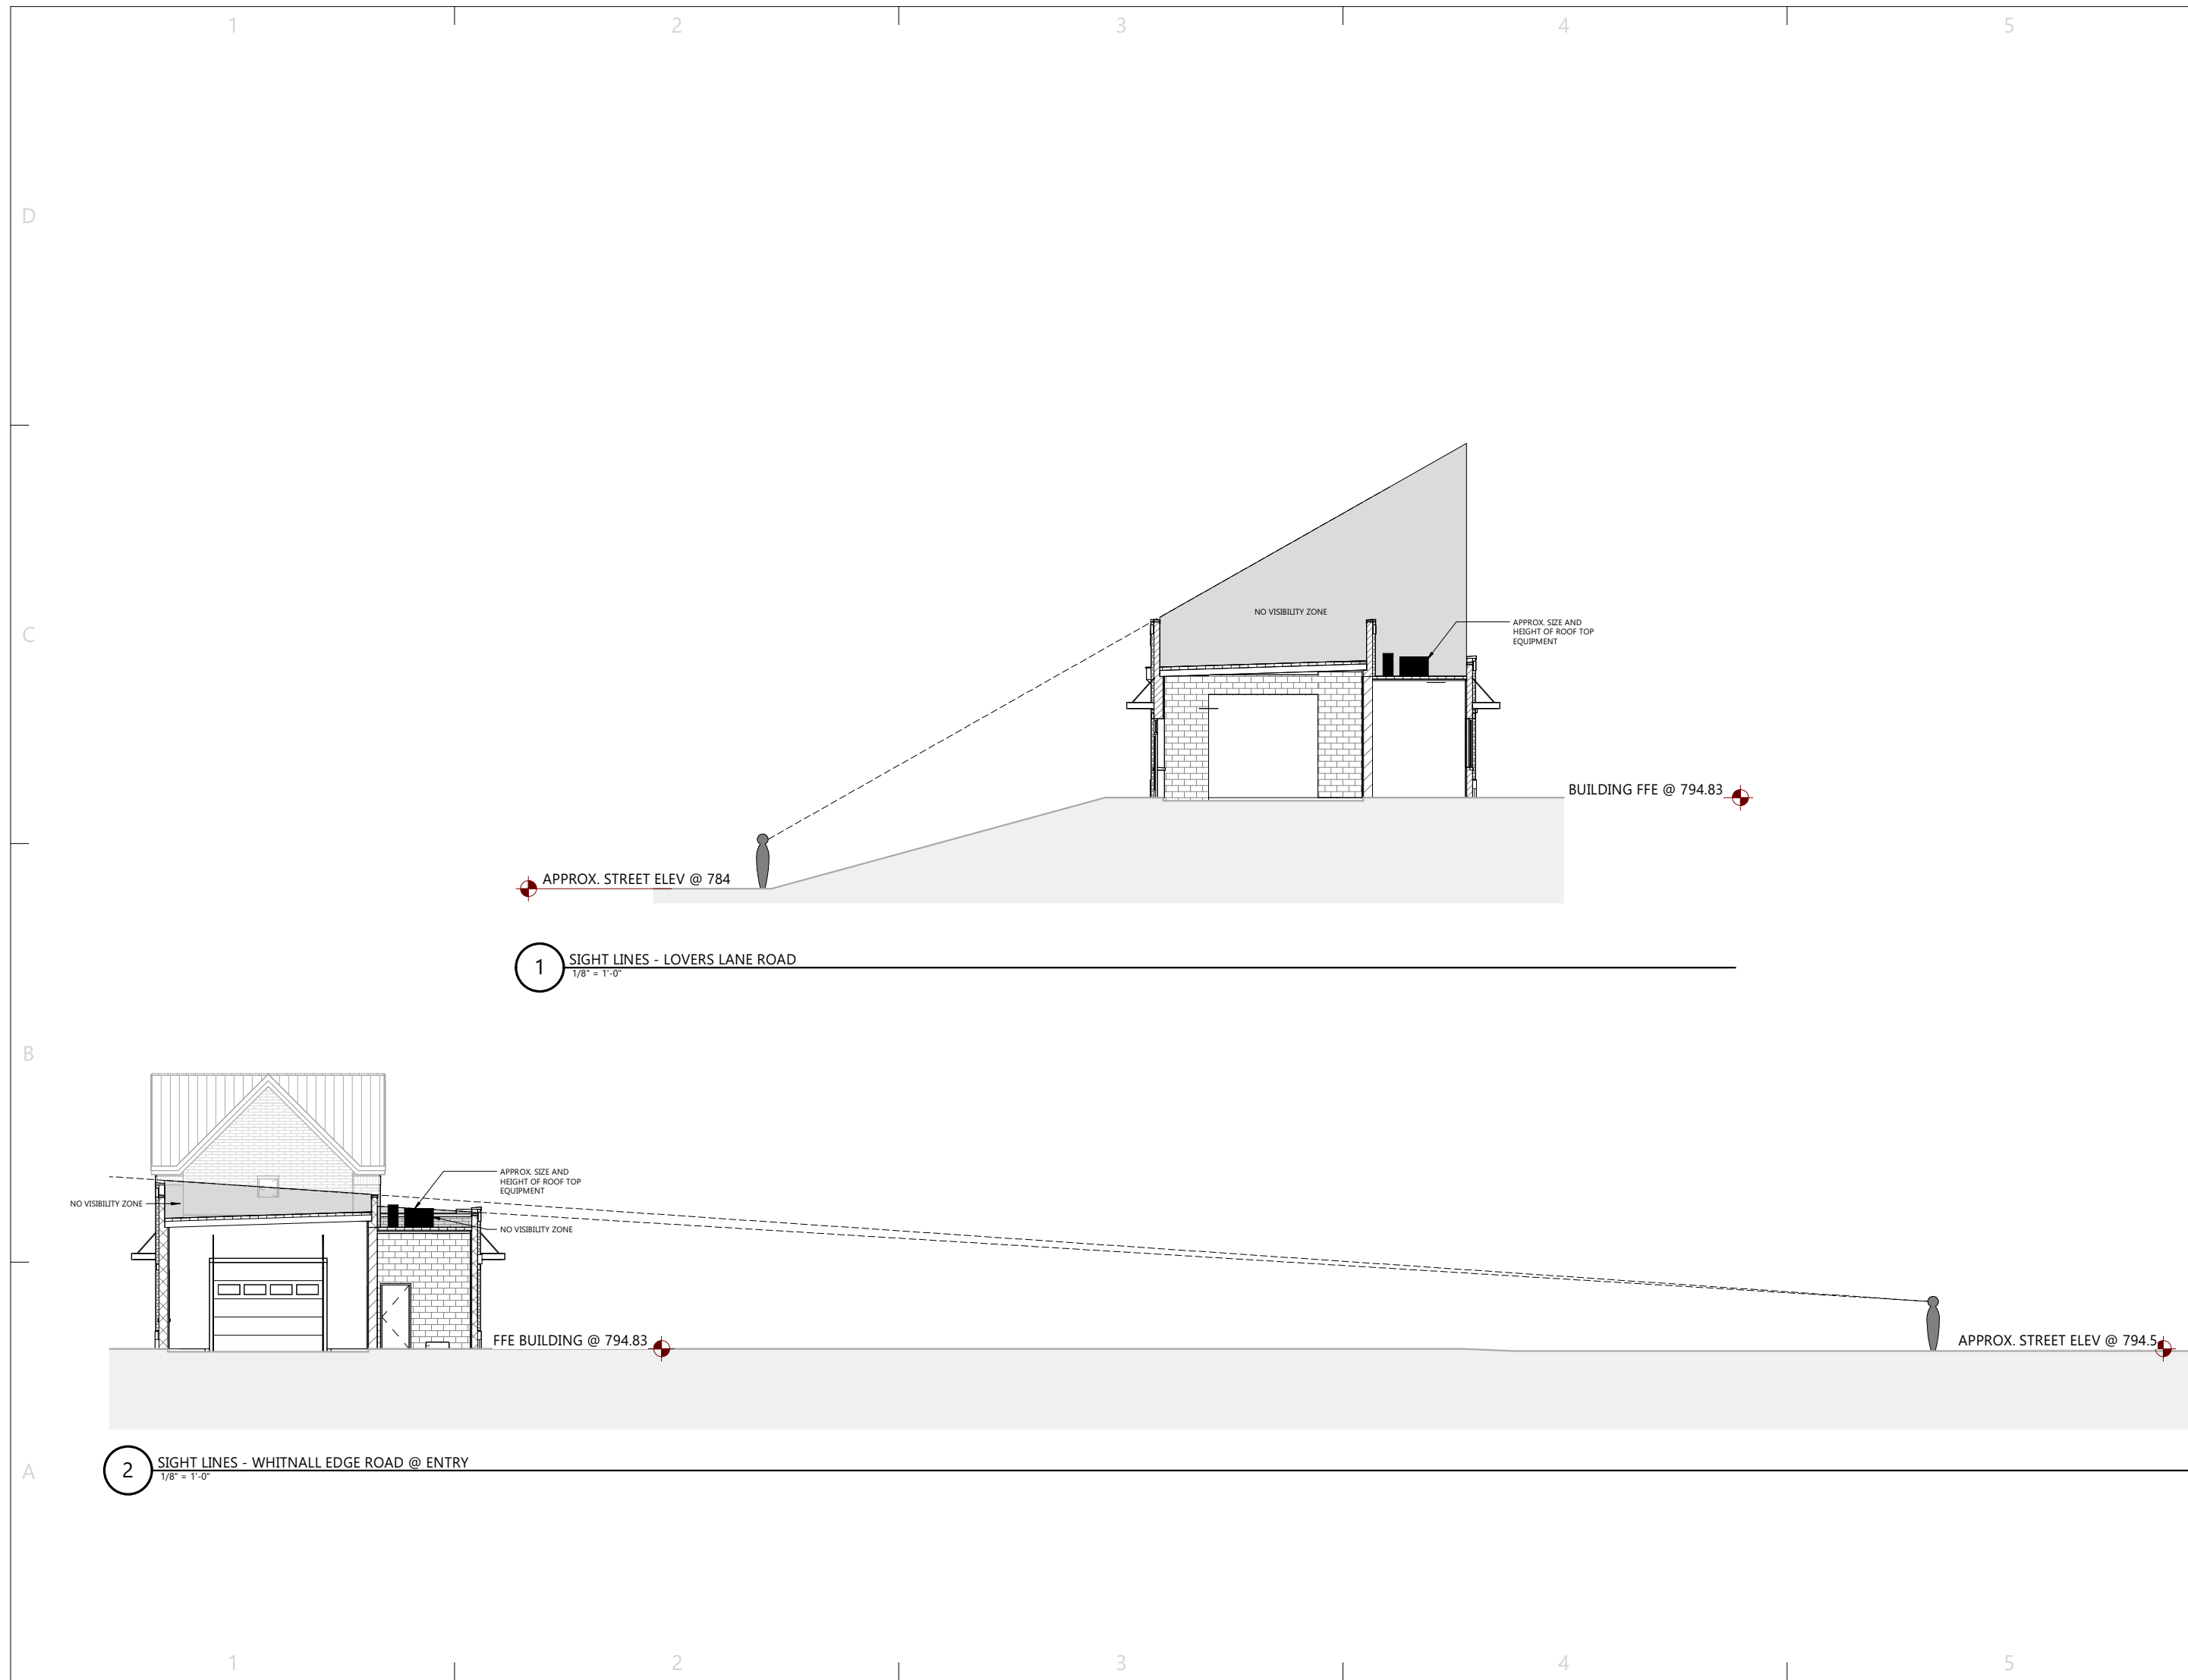 1 2 3 4 5
D
C
NO VISIBILITY ZONE
APPROX. SIZE AND
HEIGHT OF ROOF TOP
EQUIPMENT
BUILDING FFE @ 794.83
APPROX. STREET ELEV @ 784
1
SIGHT LINES - LOVERS LANE ROAD
1/8" = 1'-0"
B
APPROX. SIZE AND
HEIGHT OF ROOF TOP
EQUIPMENT
NO VISIBILITY ZONE
NO VISIBILITY ZONE
FFE BUILDING @ 794.83
APPROX. STREET ELEV @ 794.5
2
SIGHT LINES - WHITNALL EDGE ROAD @ ENTRY
1/8" = 1'-0"
A
1 2 3 4 5